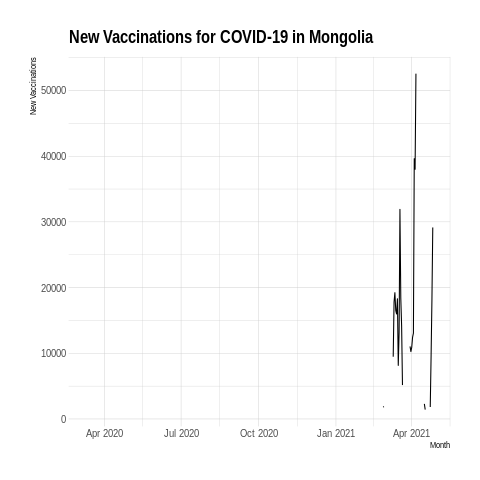 New Vaccinations for COVID-19 in Mongolia
New Vaccinations
50000
40000
30000
20000
10000
0
Apr 2020 Jul 2020 Oct 2020 Jan 2021 Apr 2021
Month